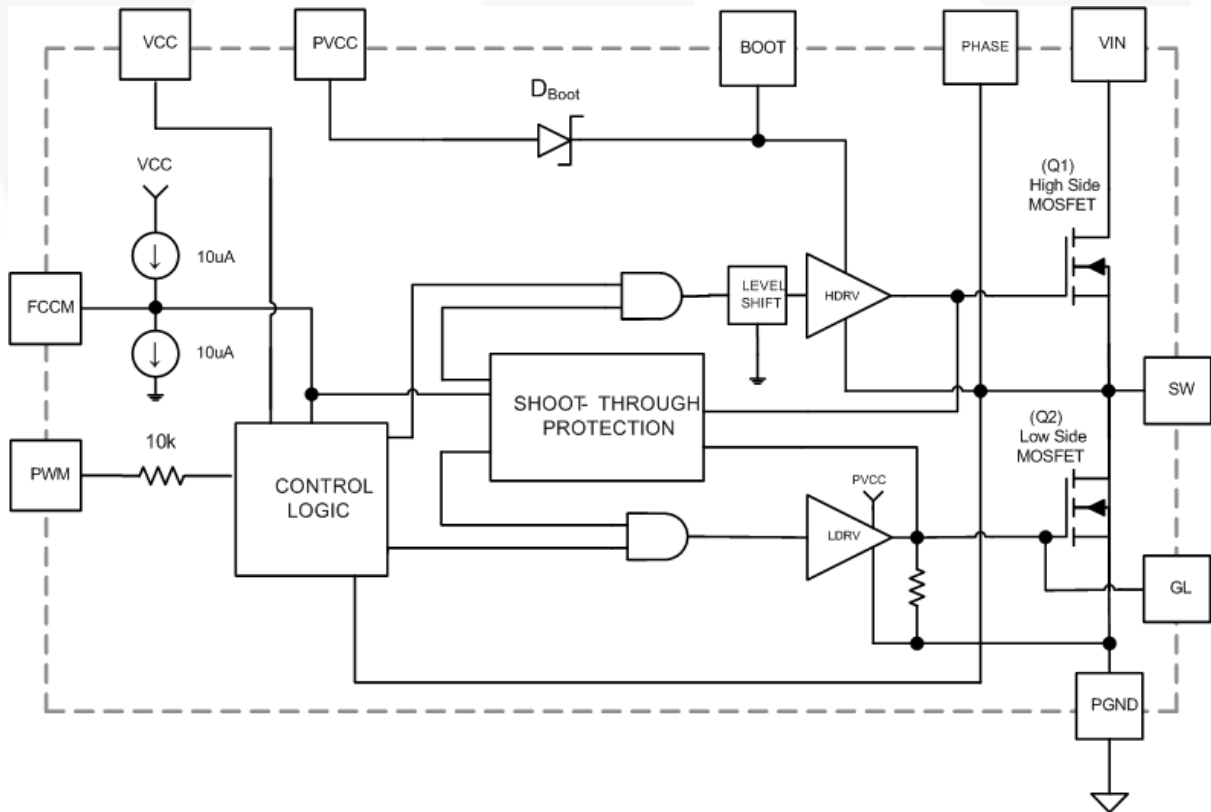 VCC
PVCC
BOOT
PHASE
VIN
D_Boot
VCC
(Q1)
High Side
MOSFET
10uA
LEVEL
SHIFT
HDRV
FCCM
10uA
SW
SHOOT- THROUGH
PROTECTION
(Q2)
Low Side
MOSFET
10k
PWM
CONTROL
LOGIC
PVCC
LDRV
GL
PGND